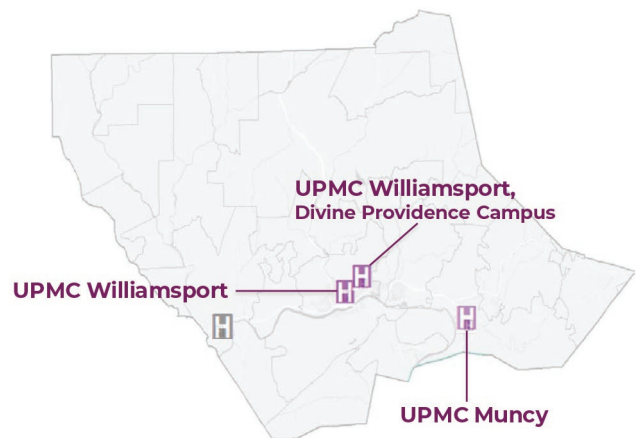 UPMC Williamsport,
Divine Providence Campus
UPMC Williamsport
H
H
H
H
UPMC Muncy